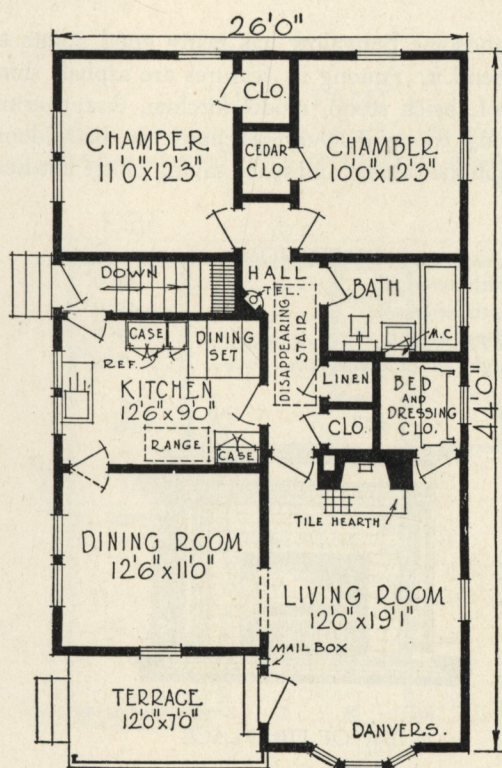 26'0"
CLO.
CHAMBER
11'0"x12'3"
CEDAR
CLO
CHAMBER
10'0"x12'3"
DOWN
HALL
TEL.
BATH
M.C
DISAPPEARING
STAIR
CASE
DINING
SET
REF.
LINEN
BED
AND
DRESSING
CLO.
44'0"
KITCHEN
12'6"x9'0"
CLO.
RANGE
CASE
TILE HEARTH
DINING ROOM
12'6"x11'0"
LIVING ROOM
12'0"x19'1"
MAIL BOX
TERRACE
12'0"x7'0"
DANVERS.